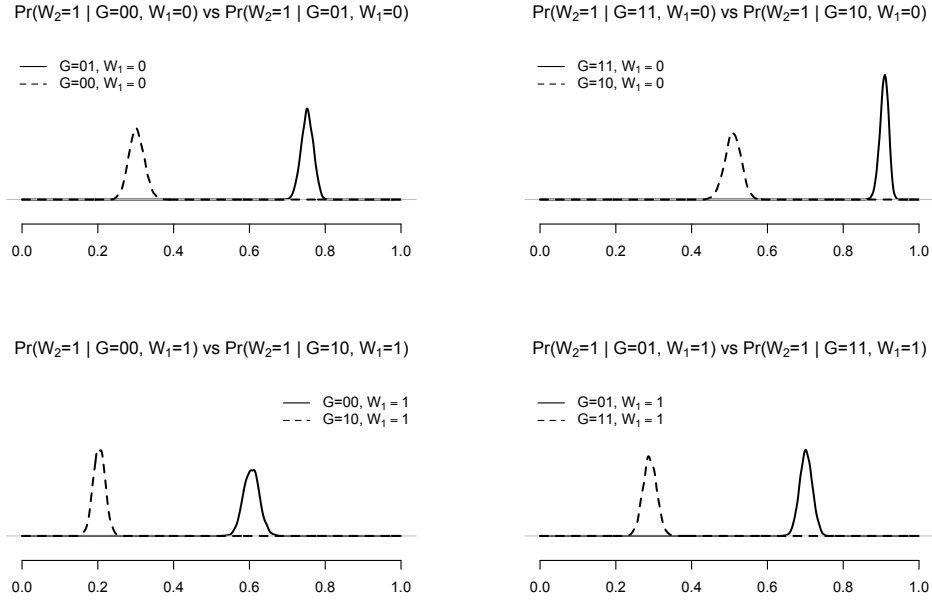 Pr(W₂=1 | G=00, W₁=0) vs Pr(W₂=1 | G=01, W₁=0)
G=01, W₁ = 0
G=00, W₁ = 0
0.0 0.2 0.4 0.6 0.8 1.0
Pr(W₂=1 | G=11, W₁=0) vs Pr(W₂=1 | G=10, W₁=0)
G=11, W₁ = 0
G=10, W₁ = 0
0.0 0.2 0.4 0.6 0.8 1.0
Pr(W₂=1 | G=00, W₁=1) vs Pr(W₂=1 | G=10, W₁=1)
G=00, W₁ = 1
G=10, W₁ = 1
0.0 0.2 0.4 0.6 0.8 1.0
Pr(W₂=1 | G=01, W₁=1) vs Pr(W₂=1 | G=11, W₁=1)
G=01, W₁ = 1
G=11, W₁ = 1
0.0 0.2 0.4 0.6 0.8 1.0